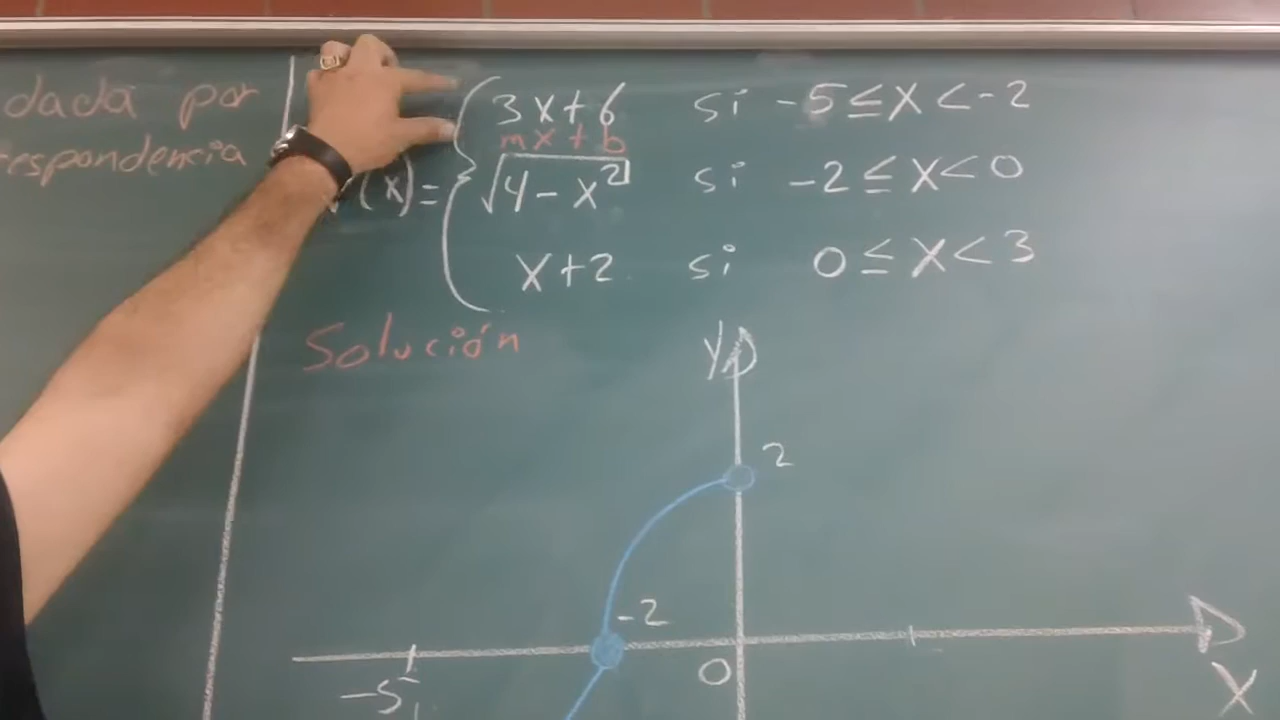 dada por
respondencia
3x+6 si -5≤x<-2
mx+b
(x)= √4-x² si -2≤x<0
x+2 si 0≤x<3
Solución
y
2
-2
-5
0
x